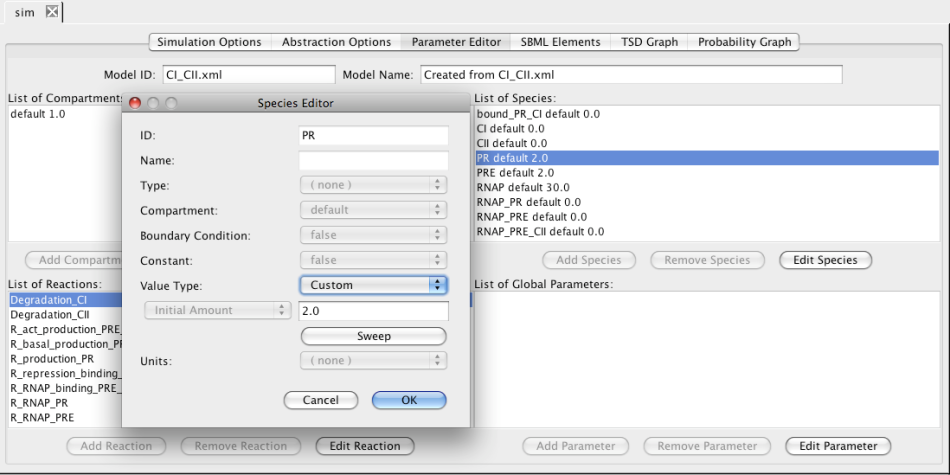 sim
Simulation Options Abstraction Options Parameter Editor SBML Elements TSD Graph Probability Graph
Model ID: CI_CII.xml Model Name: Created from CI_CII.xml
List of Compartment
default 1.0
Add Compartm
Species Editor
ID: PR
Name:
Type: ( none )
Compartment: default
Boundary Condition: false
Constant: false
Value Type: Custom
Initial Amount 2.0
Sweep
Units: ( none )
Cancel OK
List of Species:
bound_PR_CI default 0.0
CI default 0.0
CII default 0.0
PR default 2.0
PRE default 2.0
RNAP default 30.0
RNAP_PR default 0.0
RNAP_PRE default 0.0
RNAP_PRE_CII default 0.0
Add Species Remove Species Edit Species
List of Reactions:
Degradation_CI
Degradation_CII
R_act_production_PRE_
R_basal_production_PR
R_production_PR
R_repression_binding_
R_RNAP_binding_PRE_
R_RNAP_PR
R_RNAP_PRE
Add Reaction Remove Reaction Edit Reaction
List of Global Parameters:
Add Parameter Remove Parameter Edit Parameter